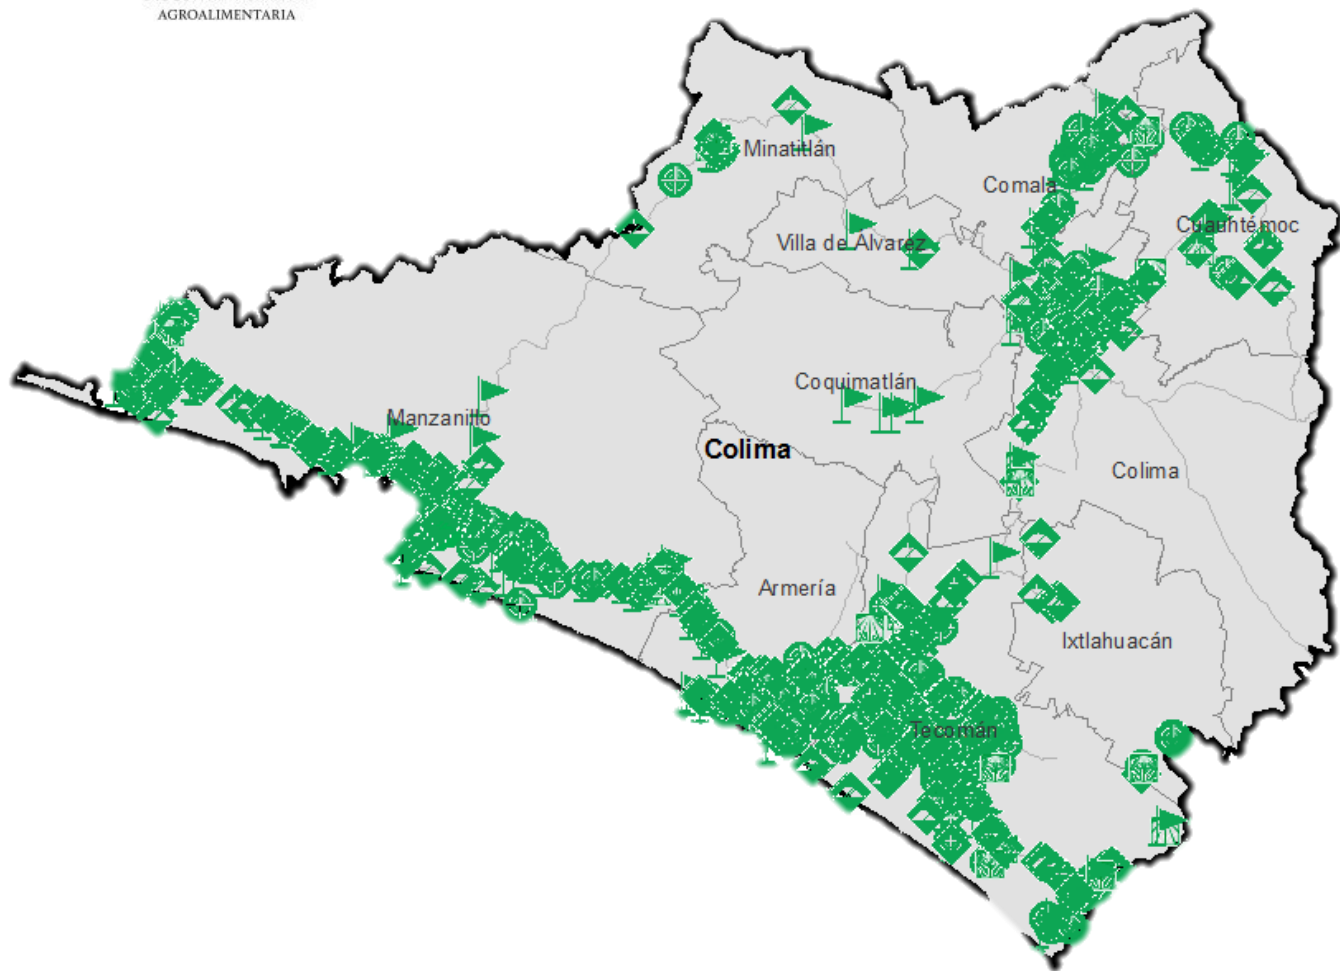 AGROALIMENTARIA
Minatitlán
Comala
Cuauhtémoc
Villa de Alvarez
Coquimatlán
Manzanillo
Colima
Colima
Armería
Ixtlahuacán
Tecomán